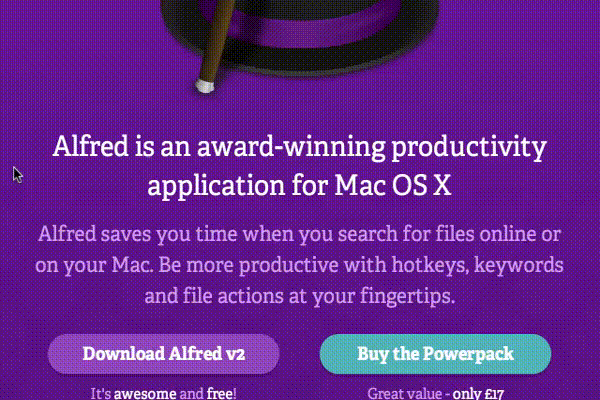 Alfred is an award-winning productivity
application for Mac OS X
Alfred saves you time when you search for files online or
on your Mac. Be more productive with hotkeys, keywords
and file actions at your fingertips.
Download Alfred v2
Buy the Powerpack
It's awesome and free!
Great value - only £17